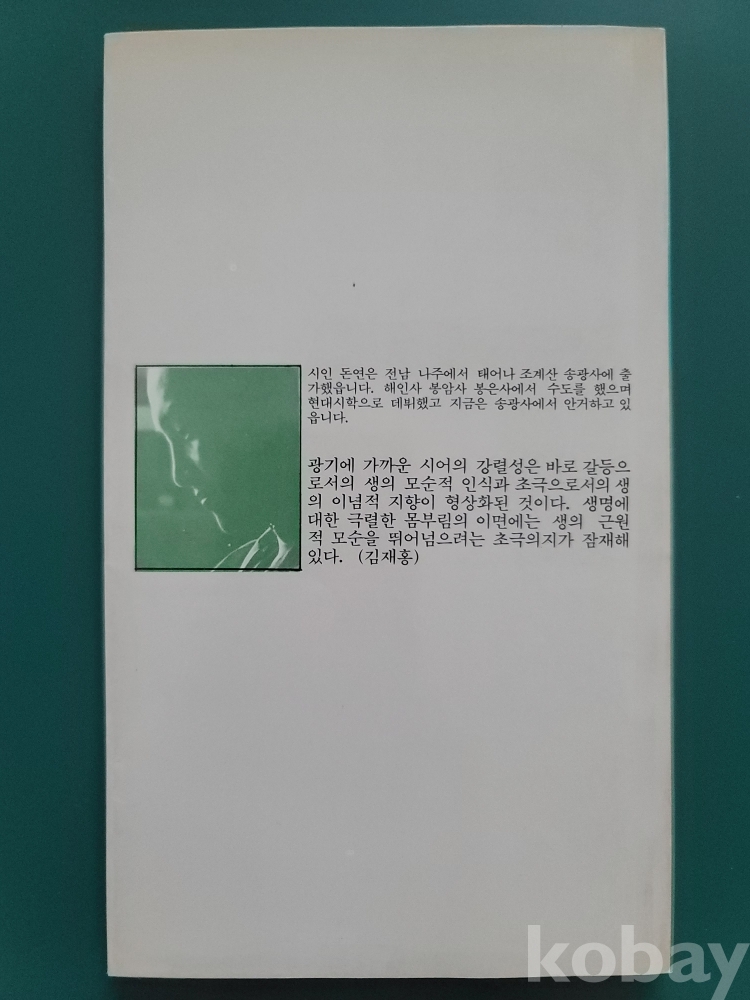 시인 돈연은 전남 나주에서 태어나 조계산 송광사에 출
가했읍니다. 해인사 봉암사 봉은사에서 수도를 했으며
현대시학으로 데뷔했고 지금은 송광사에서 안거하고 있
읍니다.
광기에 가까운 시어의 강렬성은 바로 갈등으
로서의 생의 모순적 인식과 초극으로서의 생
의 이념적 지향이 형상화된 것이다. 생명에
대한 극렬한 몸부림의 이면에는 생의 근원
적 모순을 뛰어넘으려는 초극의지가 잠재해
있다. (김재홍)
kobay